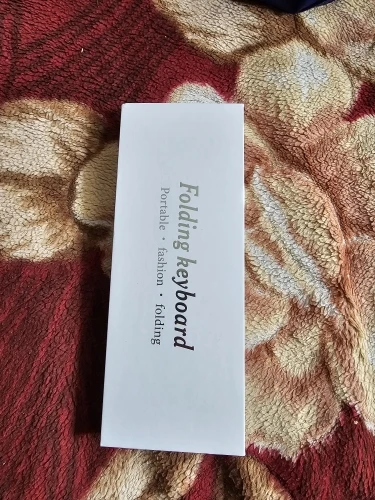 Folding keyboard
Portable · fashion · folding